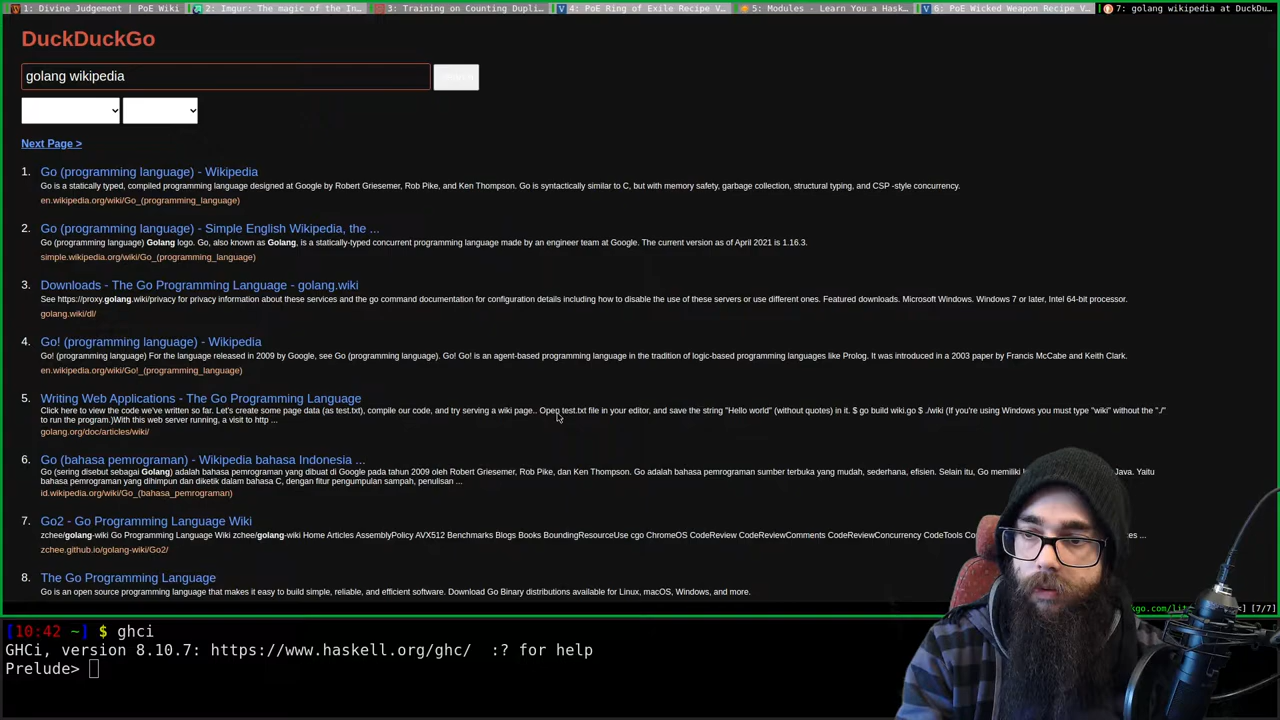 1: Divine Judgement | PoE Wiki
2: Imgur: The magic of the In...
3: Training on Counting Dupli...
4: PoE Ring of Exile Recipe V...
5: Modules - Learn You a Hask...
6: PoE Wicked Weapon Recipe V...
7: golang wikipedia at DuckDu...
DuckDuckGo
golang wikipedia
Next Page >
1. Go (programming language) - Wikipedia
Go is a statically typed, compiled programming language designed at Google by Robert Griesemer, Rob Pike, and Ken Thompson. Go is syntactically similar to C, but with memory safety, garbage collection, structural typing, and CSP -style concurrency.
en.wikipedia.org/wiki/Go_(programming_language)
2. Go (programming language) - Simple English Wikipedia, the ...
Go (programming language) Golang logo. Go, also known as Golang, is a statically-typed concurrent programming language made by an engineer team at Google. The current version as of April 2021 is 1.16.3.
simple.wikipedia.org/wiki/Go_(programming_language)
3. Downloads - The Go Programming Language - golang.wiki
See https://proxy.golang.wiki/privacy for privacy information about these services and the go command documentation for configuration details including how to disable the use of these servers or use different ones. Featured downloads. Microsoft Windows. Windows 7 or later, Intel 64-bit processor.
golang.wiki/dl/
4. Go! (programming language) - Wikipedia
Go! (programming language) For the language released in 2009 by Google, see Go (programming language). Go! Go! is an agent-based programming language in the tradition of logic-based programming languages like Prolog. It was introduced in a 2003 paper by Francis McCabe and Keith Clark.
en.wikipedia.org/wiki/Go!_(programming_language)
5. Writing Web Applications - The Go Programming Language
Click here to view the code we've written so far. Let's create some page data (as test.txt), compile our code, and try serving a wiki page.. Open test.txt file in your editor, and save the string "Hello world" (without quotes) in it. $ go build wiki.go $ ./wiki (If you're using Windows you must type "wiki" without the "./"
to run the program.)With this web server running, a visit to http ...
golang.org/doc/articles/wiki/
6. Go (bahasa pemrograman) - Wikipedia bahasa Indonesia ...
Go (sering disebut sebagai Golang) adalah bahasa pemrograman yang dibuat di Google pada tahun 2009 oleh Robert Griesemer, Rob Pike, dan Ken Thompson. Go adalah bahasa pemrograman sumber terbuka yang mudah, sederhana, efisien. Selain itu, Go memiliki Java. Yaitu
bahasa pemrograman yang dihimpun dan diketik dalam bahasa C, dengan fitur pengumpulan sampah, penulisan ...
id.wikipedia.org/wiki/Go_(bahasa_pemrograman)
7. Go2 - Go Programming Language Wiki
zchee/golang-wiki Go Programming Language Wiki zchee/golang-wiki Home Articles AssemblyPolicy AVX512 Benchmarks Blogs Books BoundingResourceUse cgo ChromeOS CodeReview CodeReviewComments CodeReviewConcurrency CodeTools
zchee.github.io/golang-wiki/Go2/
8. The Go Programming Language
Go is an open source programming language that makes it easy to build simple, reliable, and efficient software. Download Go Binary distributions available for Linux, macOS, Windows, and more.
[7/7]
[10:42 ~] $ ghci
GHCi, version 8.10.7: https://www.haskell.org/ghc/ :? for help
Prelude>